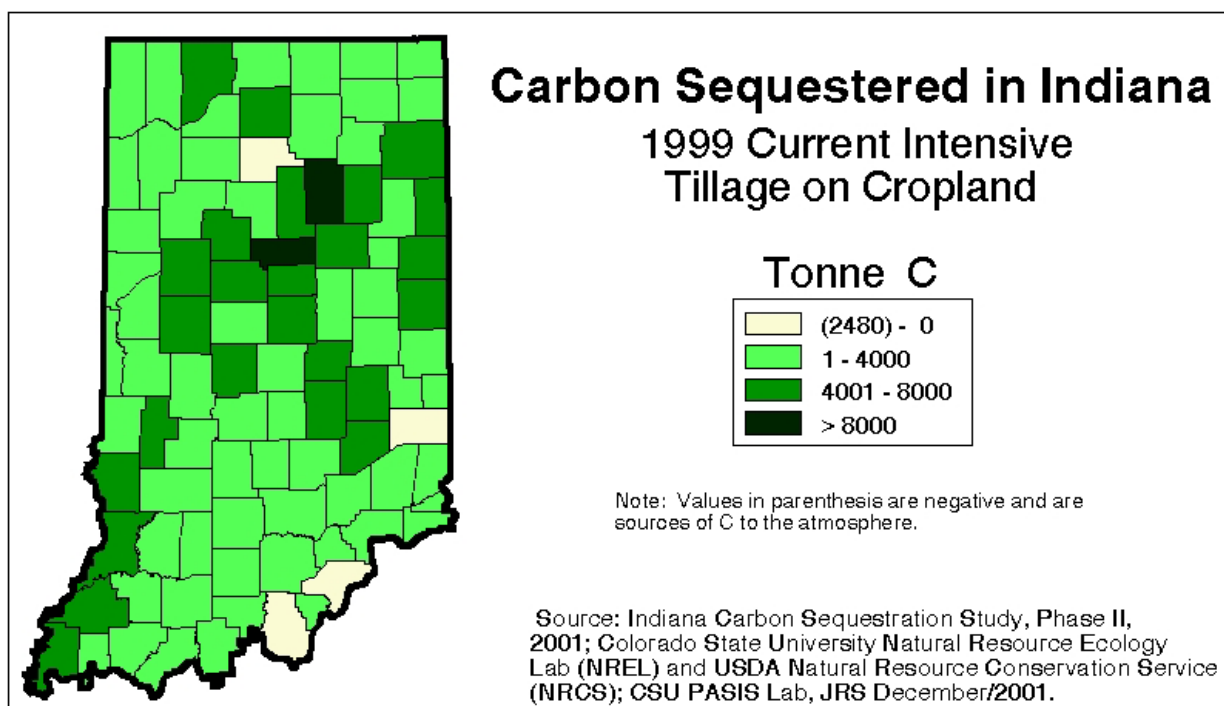 Carbon Sequestered in Indiana
1999 Current Intensive
Tillage on Cropland
Tonne C
(2480) - 0
1 - 4000
4001 - 8000
> 8000
Note: Values in parenthesis are negative and are
sources of C to the atmosphere.
Source: Indiana Carbon Sequestration Study, Phase II,
2001; Colorado State University Natural Resource Ecology
Lab (NREL) and USDA Natural Resource Conservation Service
(NRCS); CSU PASIS Lab, JRS December/2001.